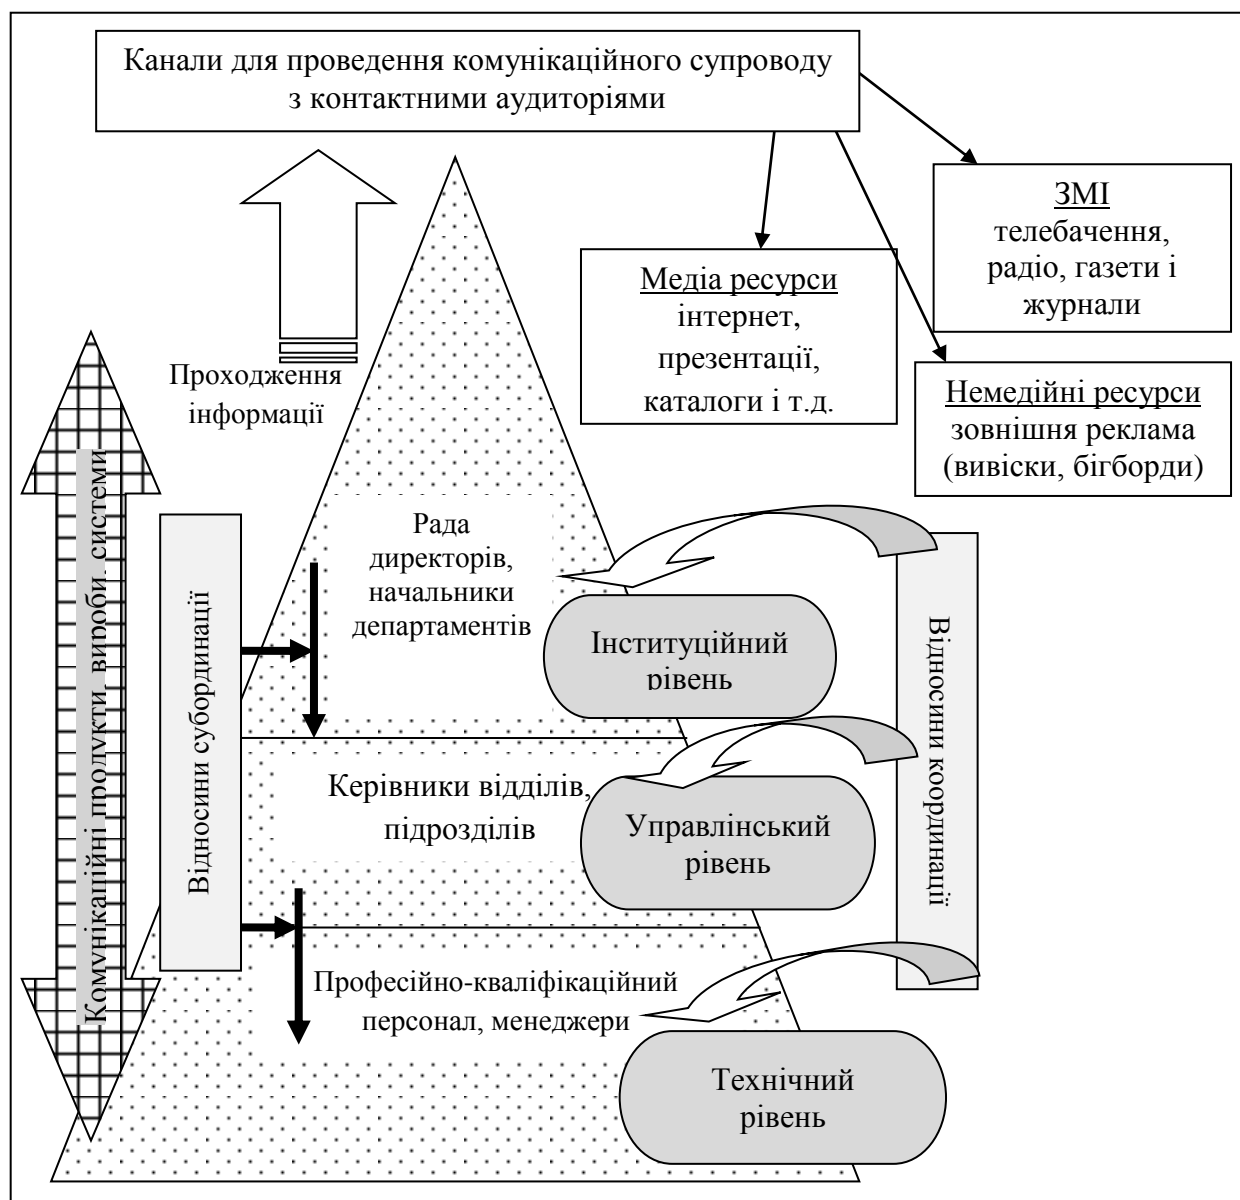 Канали для проведення комунікаційного супроводу
з контактними аудиторіями
ЗМІ
телебачення,
радіо, газети і
журнали
Медіа ресурси
інтернет,
презентації,
каталоги і т.д.
Немедійні ресурси
зовнішня реклама
(вивіски, бігборди)
Проходження
інформації
Комунікаційні продукти, вироби, системи
Відносини субординації
Рада
директорів,
начальники
департаментів
Інституційний
рівень
Відносини координації
Керівники відділів,
підрозділів
Управлінський
рівень
Професійно-кваліфікаційний
персонал, менеджери
Технічний
рівень